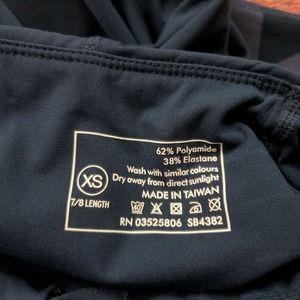 62% Polyamide
38% Elastane
Wash with similar colours
Dry away from direct sunlight
MADE IN TAIWAN
XS
7/8 LENGTH
40
RN 03525806 SB4382